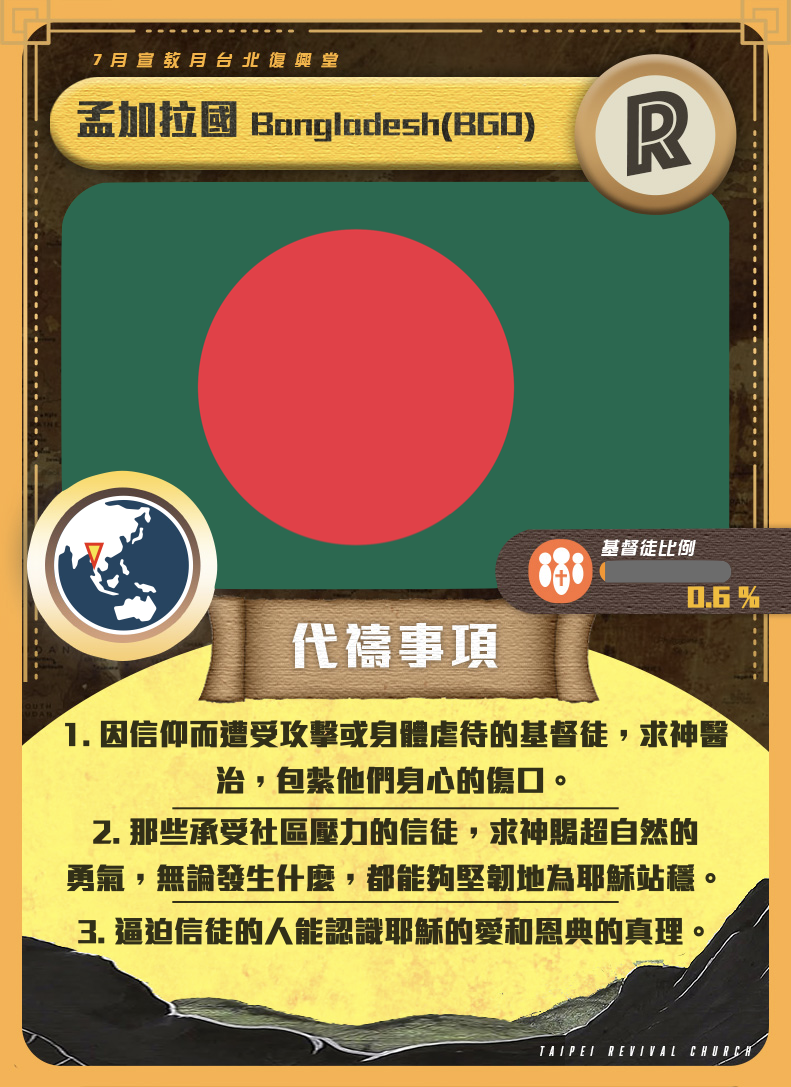 7月宣教月台北復興堂
孟加拉國 Bangladesh(BGD)
R
基督徒比例
0.6 %
代禱事項
1. 因信仰而遭受攻擊或身體虐待的基督徒，求神醫
治，包紮他們身心的傷口。
2. 那些承受社區壓力的信徒，求神賜超自然的
勇氣，無論發生什麼，都能夠堅韌地為耶穌站穩。
3. 逼迫信徒的人能認識耶穌的愛和恩典的真理。
TAIPEI REVIVAL CHURCH